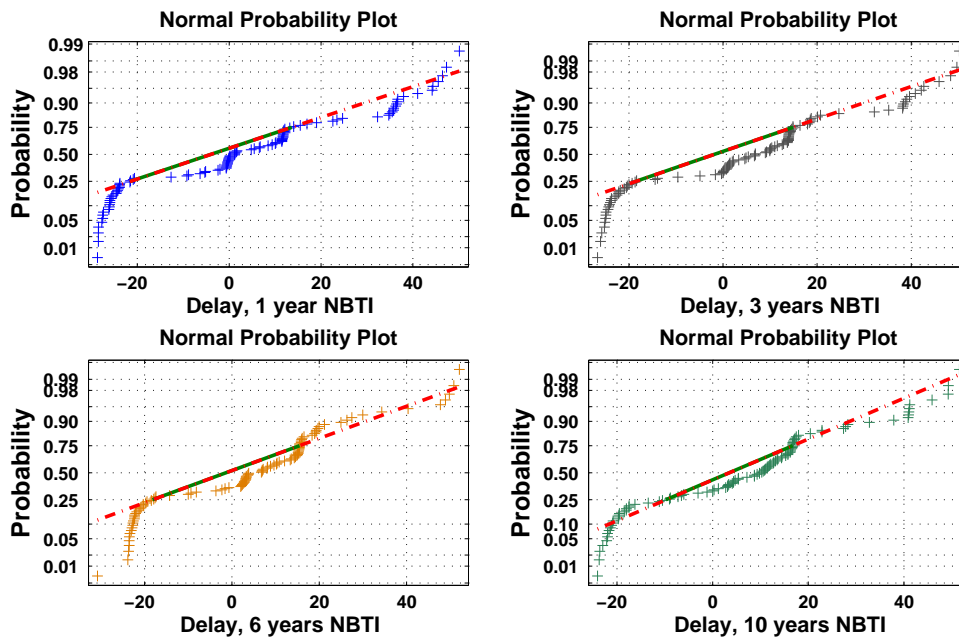 Normal Probability Plot
Probability
0.99
0.98
0.90
0.75
0.50
0.25
0.05
0.01
−20 0 20 40
Delay, 1 year NBTI
Normal Probability Plot
Probability
0.99
0.98
0.90
0.75
0.50
0.25
0.05
0.01
−20 0 20 40
Delay, 3 years NBTI
Normal Probability Plot
Probability
0.99
0.98
0.90
0.75
0.50
0.25
0.05
0.01
−20 0 20 40
Delay, 6 years NBTI
Normal Probability Plot
Probability
0.99
0.98
0.90
0.75
0.50
0.25
0.10
0.05
0.01
−20 0 20 40
Delay, 10 years NBTI